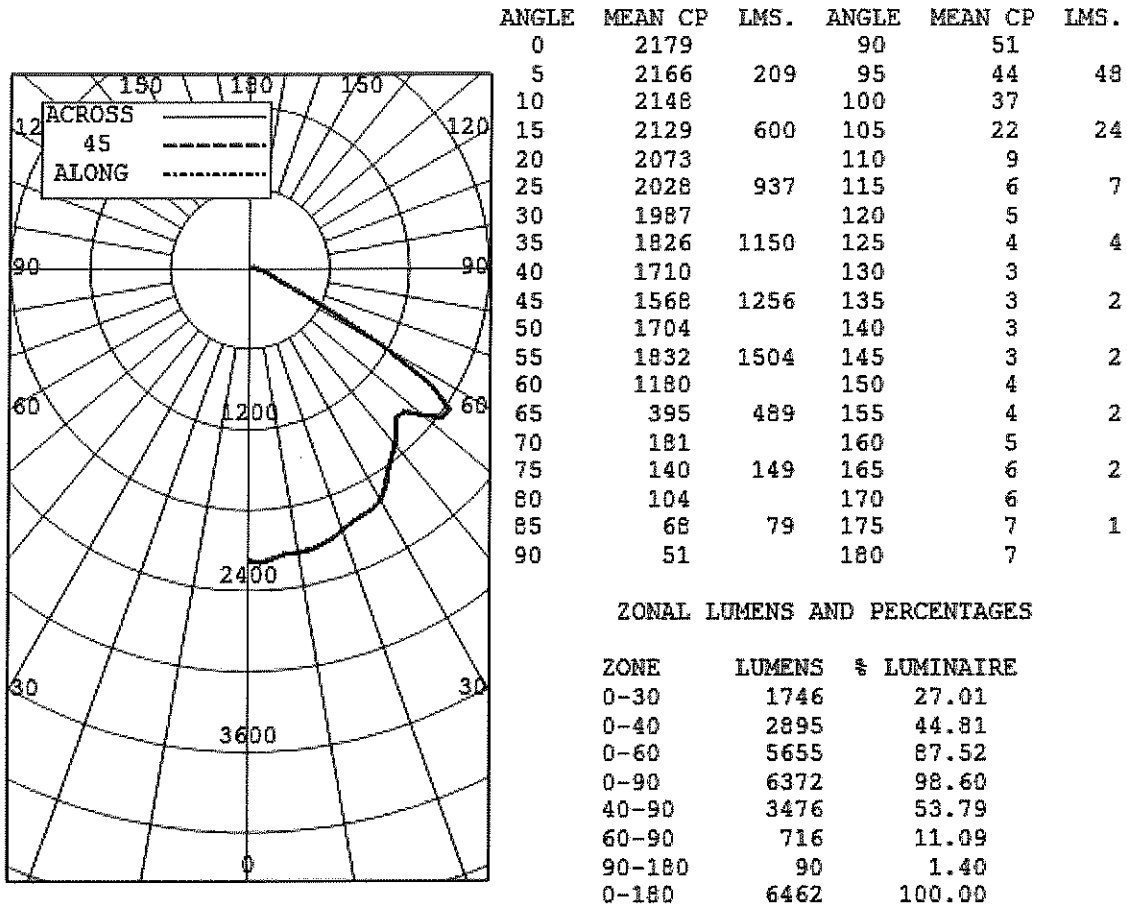 ANGLE MEAN CP LMS. ANGLE MEAN CP LMS.
0 2179 90 51
5 2166 209 95 44 48
10 2148 100 37
15 2129 600 105 22 24
20 2073 110 9
25 2028 937 115 6 7
30 1987 120 5
35 1826 1150 125 4 4
40 1710 130 3
45 1568 1256 135 3 2
50 1704 140 3
55 1832 1504 145 3 2
60 1180 150 4
65 395 489 155 4 2
70 181 160 5
75 140 149 165 6 2
80 104 170 6
85 68 79 175 7 1
90 51 180 7
150 180 150
ACROSS
45
ALONG
12 120
90 90
60 1200 60
2400
30 30
3600
0
ZONAL LUMENS AND PERCENTAGES
ZONE LUMENS % LUMINAIRE
0-30 1746 27.01
0-40 2895 44.81
0-60 5655 87.52
0-90 6372 98.60
40-90 3476 53.79
60-90 716 11.09
90-180 90 1.40
0-180 6462 100.00